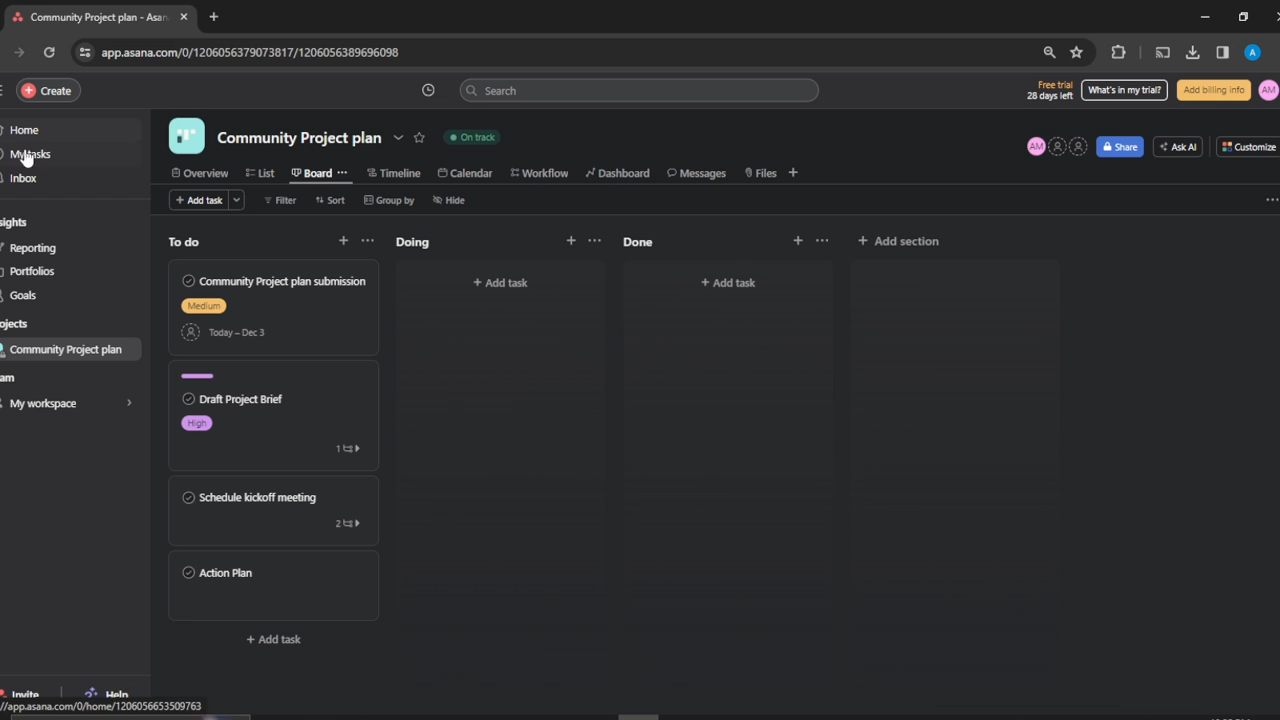 Community Project plan - Asan
app.asana.com/0/1206056379073817/1206056389696098
A
Create
Search
Free trial
28 days left
What's in my trial?
Add billing info
AM
Home
My tasks
Inbox
sights
Reporting
Portfolios
Goals
ojects
Community Project plan
am
My workspace
Invite
Help
//app.asana.com/0/home/1206056653509763
Community Project plan
On track
AM
Share
Ask AI
Customize
Overview
List
Board
Timeline
Calendar
Workflow
Dashboard
Messages
Files
+
+ Add task
Filter
Sort
Group by
Hide
To do
Community Project plan submission
Medium
Today – Dec 3
Draft Project Brief
High
1
Schedule kickoff meeting
2
Action Plan
+ Add task
Doing
+ Add task
Done
+ Add task
+ Add section